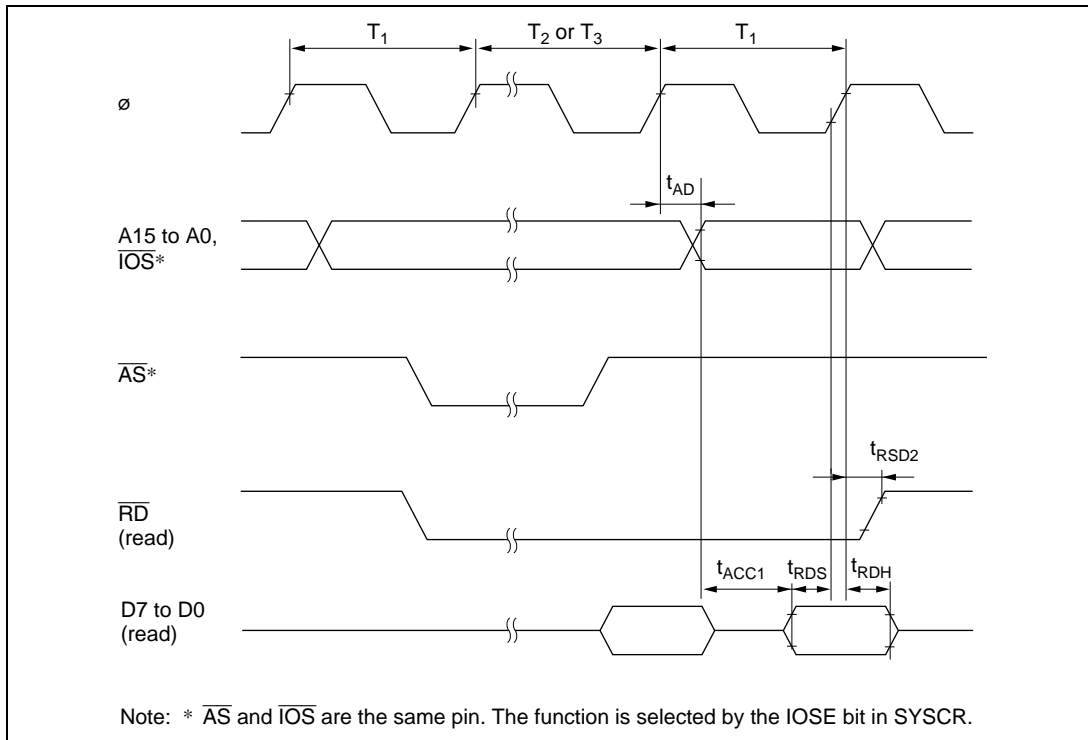 T1 T2 or T3 T1
ø
tAD
A15 to A0,
IOS*
AS*
tRSD2
RD
(read)
tACC1 tRDS tRDH
D7 to D0
(read)
Note: * AS and IOS are the same pin. The function is selected by the IOSE bit in SYSCR.